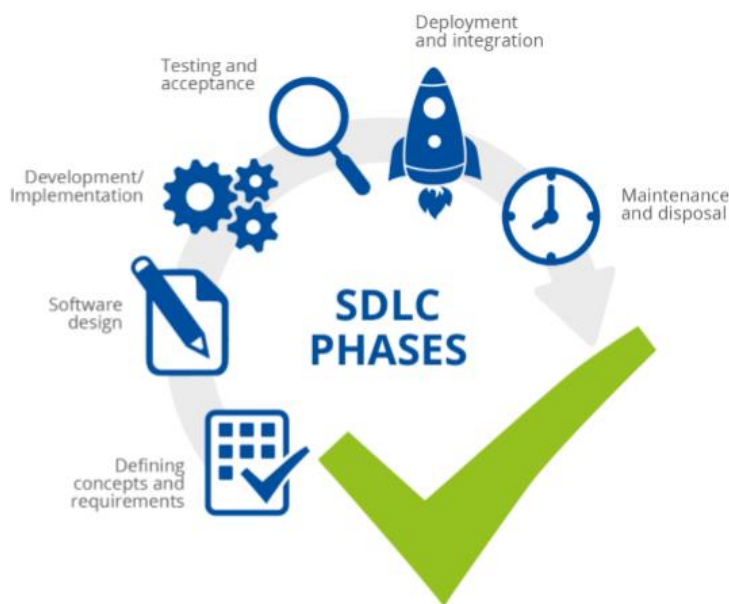 Deployment
and integration
Testing and
acceptance
Development/
Implementation
Maintenance
and disposal
Software
design
SDLC
PHASES
Defining
concepts and
requirements